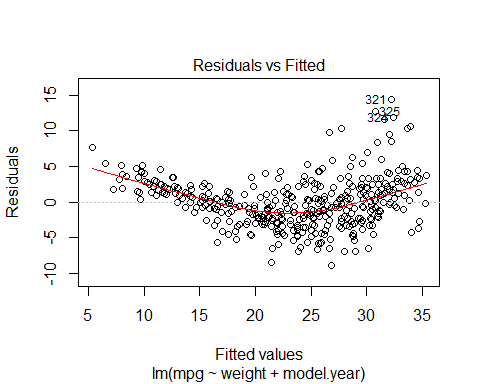 Residuals vs Fitted
Residuals
15
10
5
0
-5
-10
321
325
324
5 10 15 20 25 30 35
Fitted values
lm(mpg ~ weight + model.year)